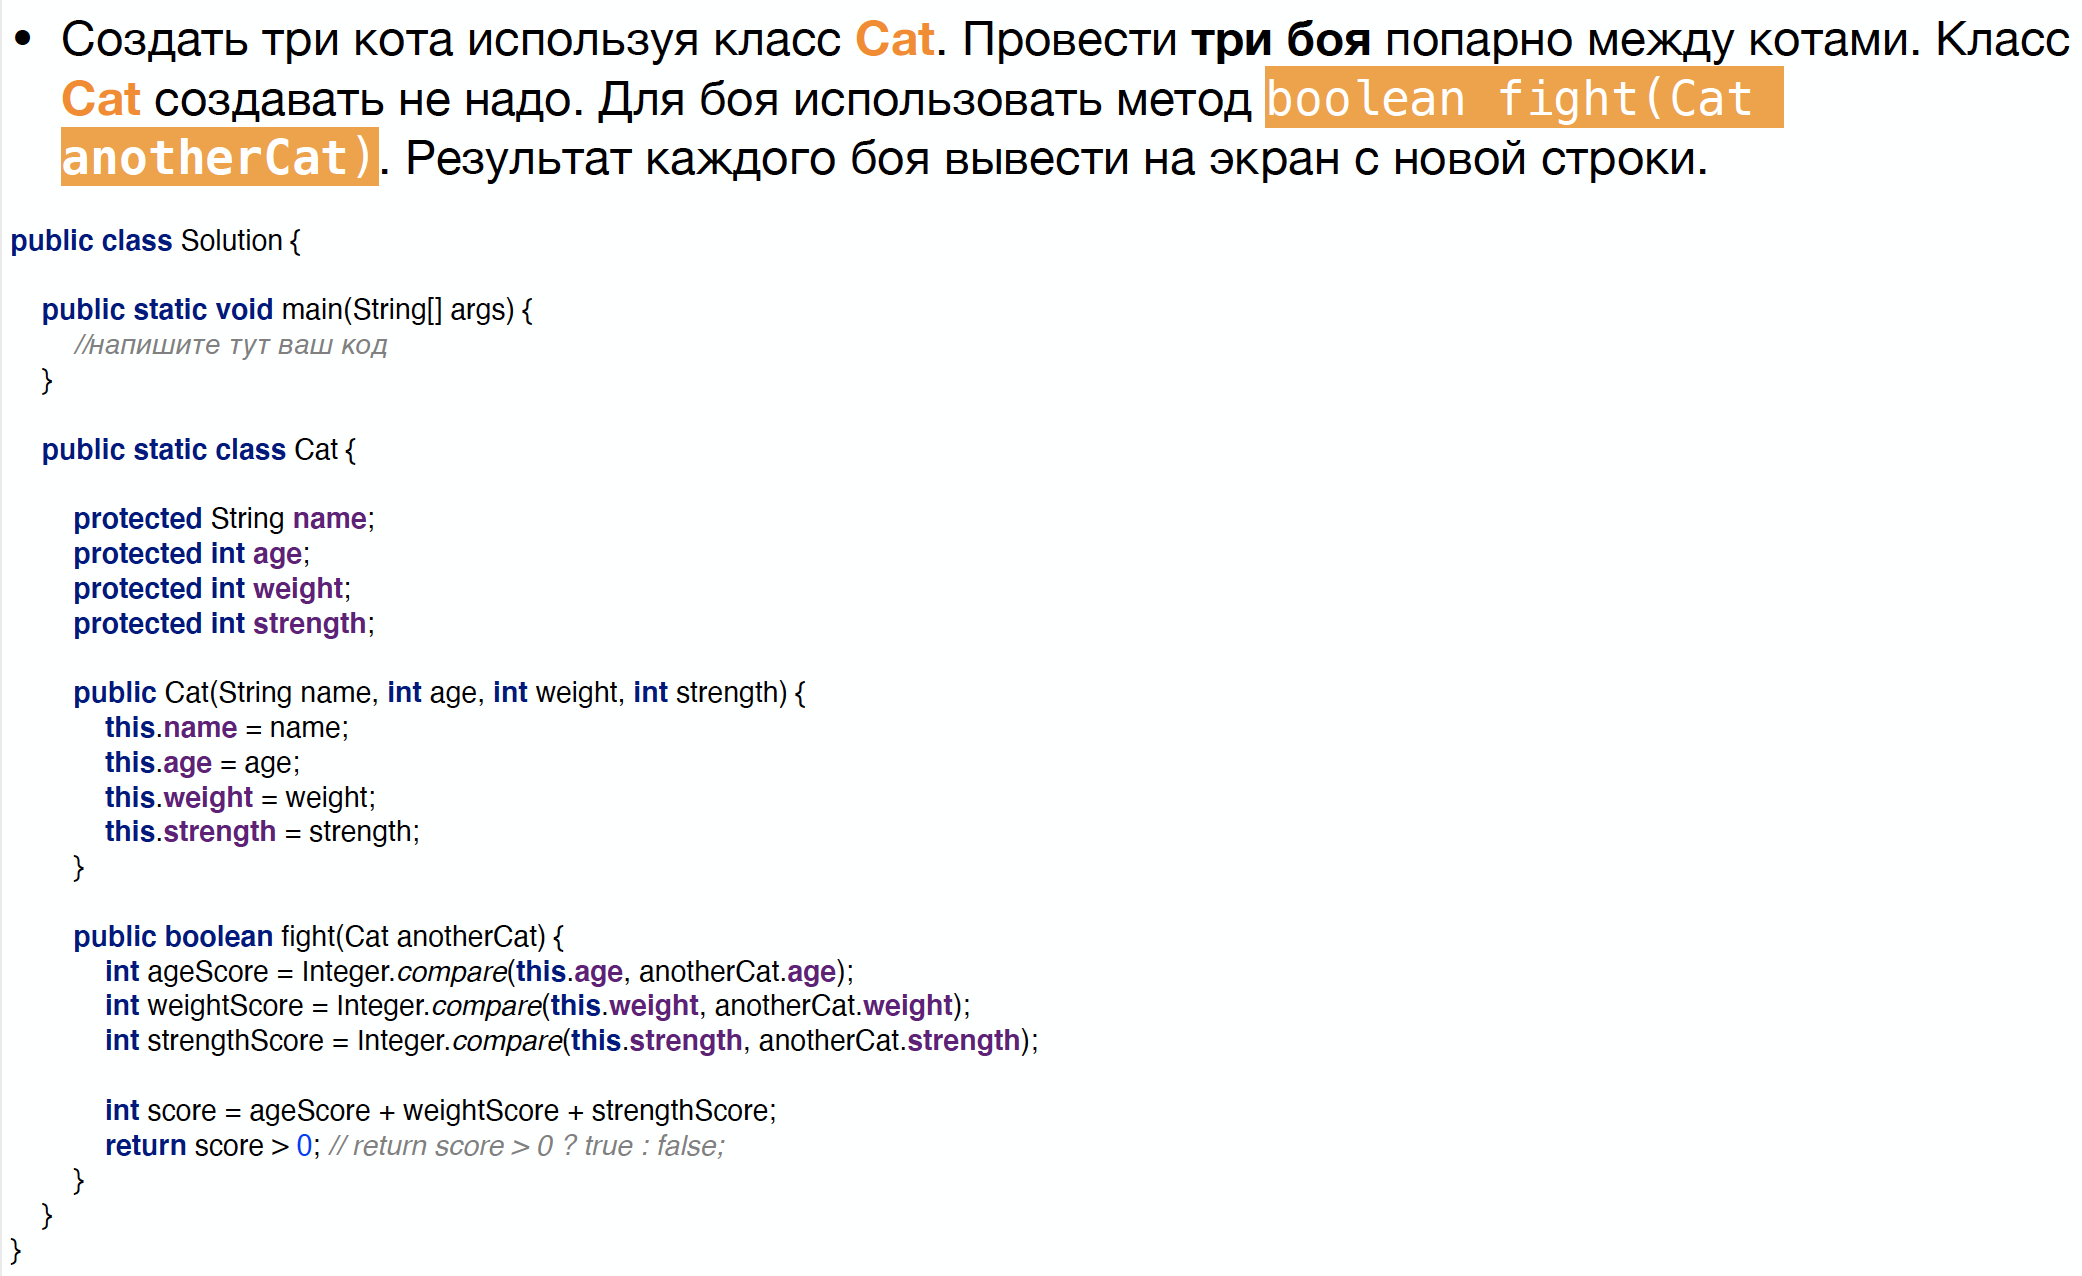 • Создать три кота используя класс Cat. Провести три боя попарно между котами. Класс
Cat создавать не надо. Для боя использовать метод boolean fight(Cat
anotherCat). Результат каждого боя вывести на экран с новой строки.
public class Solution {
public static void main(String[] args) {
//напишите тут ваш код
}
public static class Cat {
protected String name;
protected int age;
protected int weight;
protected int strength;
public Cat(String name, int age, int weight, int strength) {
this.name = name;
this.age = age;
this.weight = weight;
this.strength = strength;
}
public boolean fight(Cat anotherCat) {
int ageScore = Integer.compare(this.age, anotherCat.age);
int weightScore = Integer.compare(this.weight, anotherCat.weight);
int strengthScore = Integer.compare(this.strength, anotherCat.strength);
int score = ageScore + weightScore + strengthScore;
return score > 0; // return score > 0 ? true : false;
}
}
}